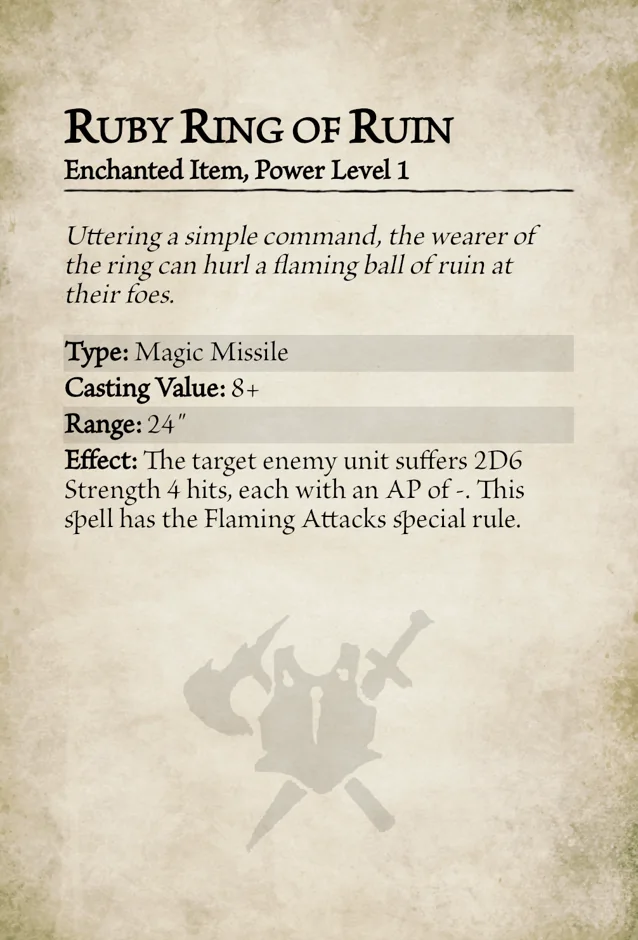 Ruby Ring of Ruin
Enchanted Item, Power Level 1
Uttering a simple command, the wearer of
the ring can hurl a flaming ball of ruin at
their foes.
Type: Magic Missile
Casting Value: 8+
Range: 24"
Effect: The target enemy unit suffers 2D6
Strength 4 hits, each with an AP of -. This
spell has the Flaming Attacks special rule.